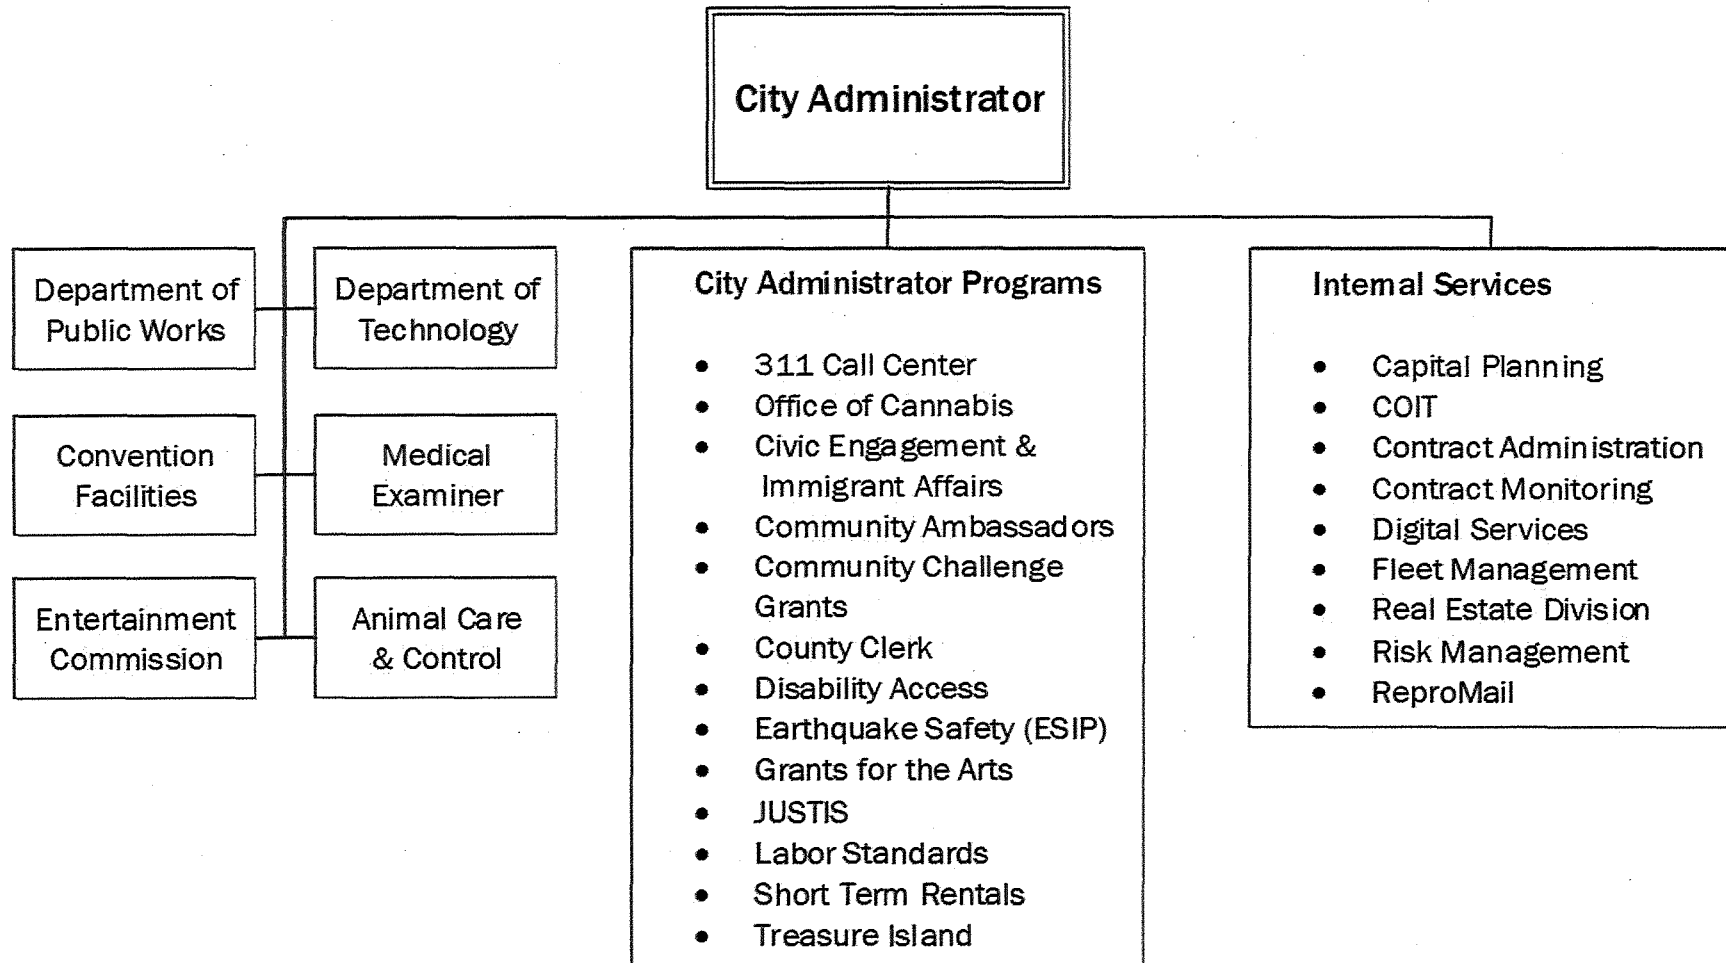 City Administrator
Department of
Public Works
Department of
Technology
Convention
Facilities
Medical
Examiner
Entertainment
Commission
Animal Care
& Control
City Administrator Programs
• 311 Call Center
• Office of Cannabis
• Civic Engagement &
Immigrant Affairs
• Community Ambassadors
• Community Challenge
Grants
• County Clerk
• Disability Access
• Earthquake Safety (ESIP)
• Grants for the Arts
• JUSTIS
• Labor Standards
• Short Term Rentals
• Treasure Island
Internal Services
• Capital Planning
• COIT
• Contract Administration
• Contract Monitoring
• Digital Services
• Fleet Management
• Real Estate Division
• Risk Management
• ReproMail